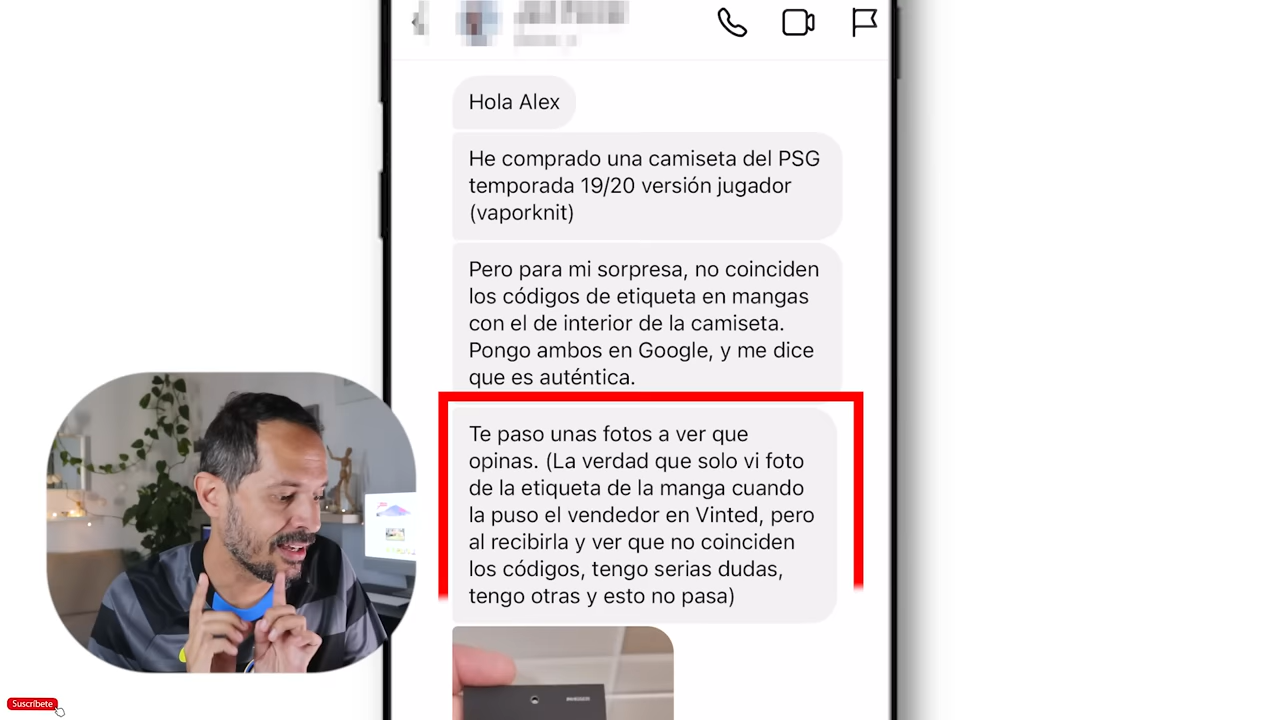 Hola Alex
He comprado una camiseta del PSG
temporada 19/20 versión jugador
(vaporknit)
Pero para mi sorpresa, no coinciden
los códigos de etiqueta en mangas
con el de interior de la camiseta.
Pongo ambos en Google, y me dice
que es auténtica.
Te paso unas fotos a ver que
opinas. (La verdad que solo vi foto
de la etiqueta de la manga cuando
la puso el vendedor en Vinted, pero
al recibirla y ver que no coinciden
los códigos, tengo serias dudas,
tengo otras y esto no pasa)
Suscríbete